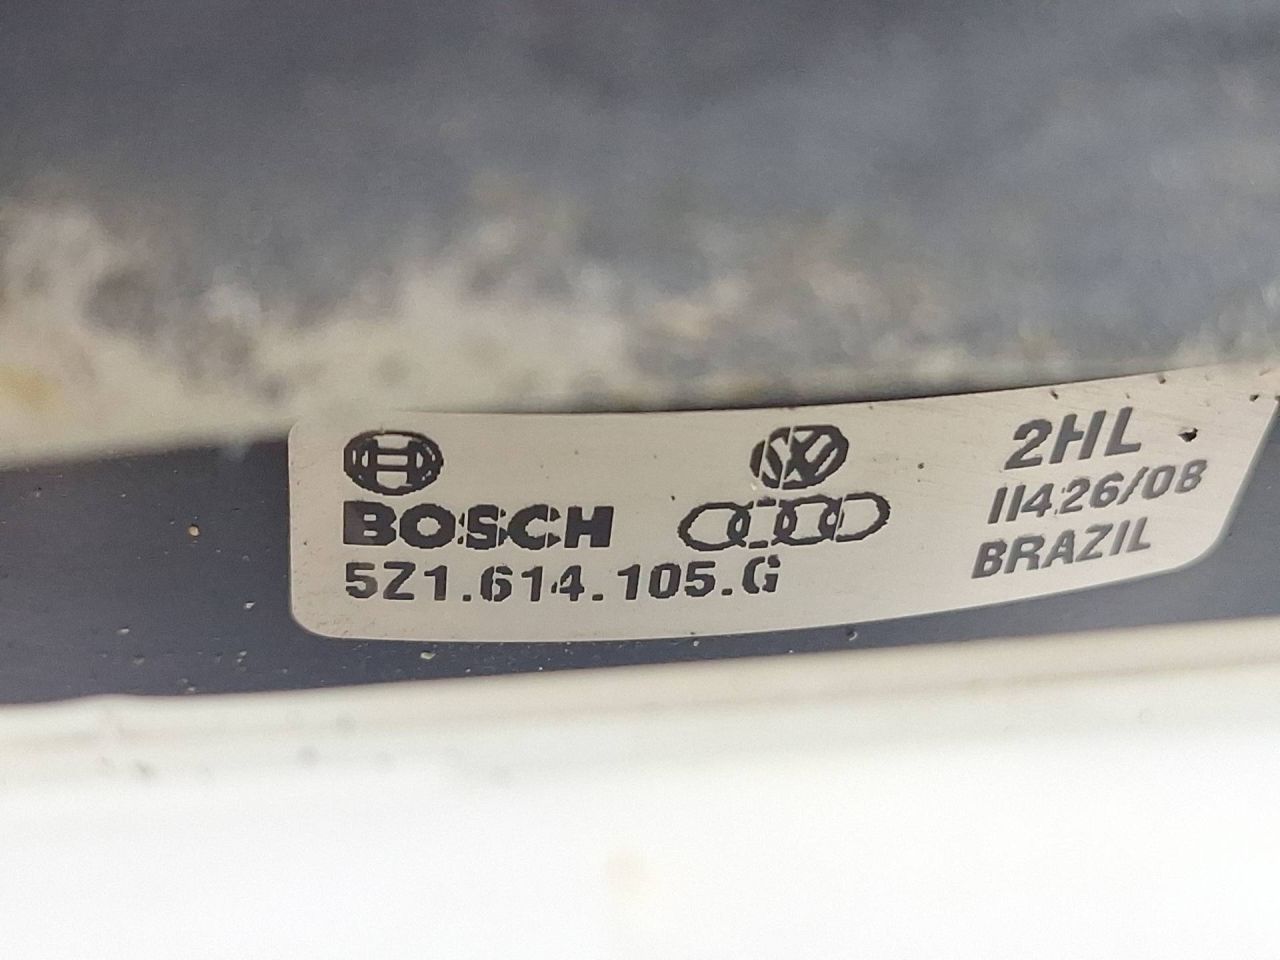 BOSCH
5Z1.614.105.G
2HL
11426/08
BRAZIL